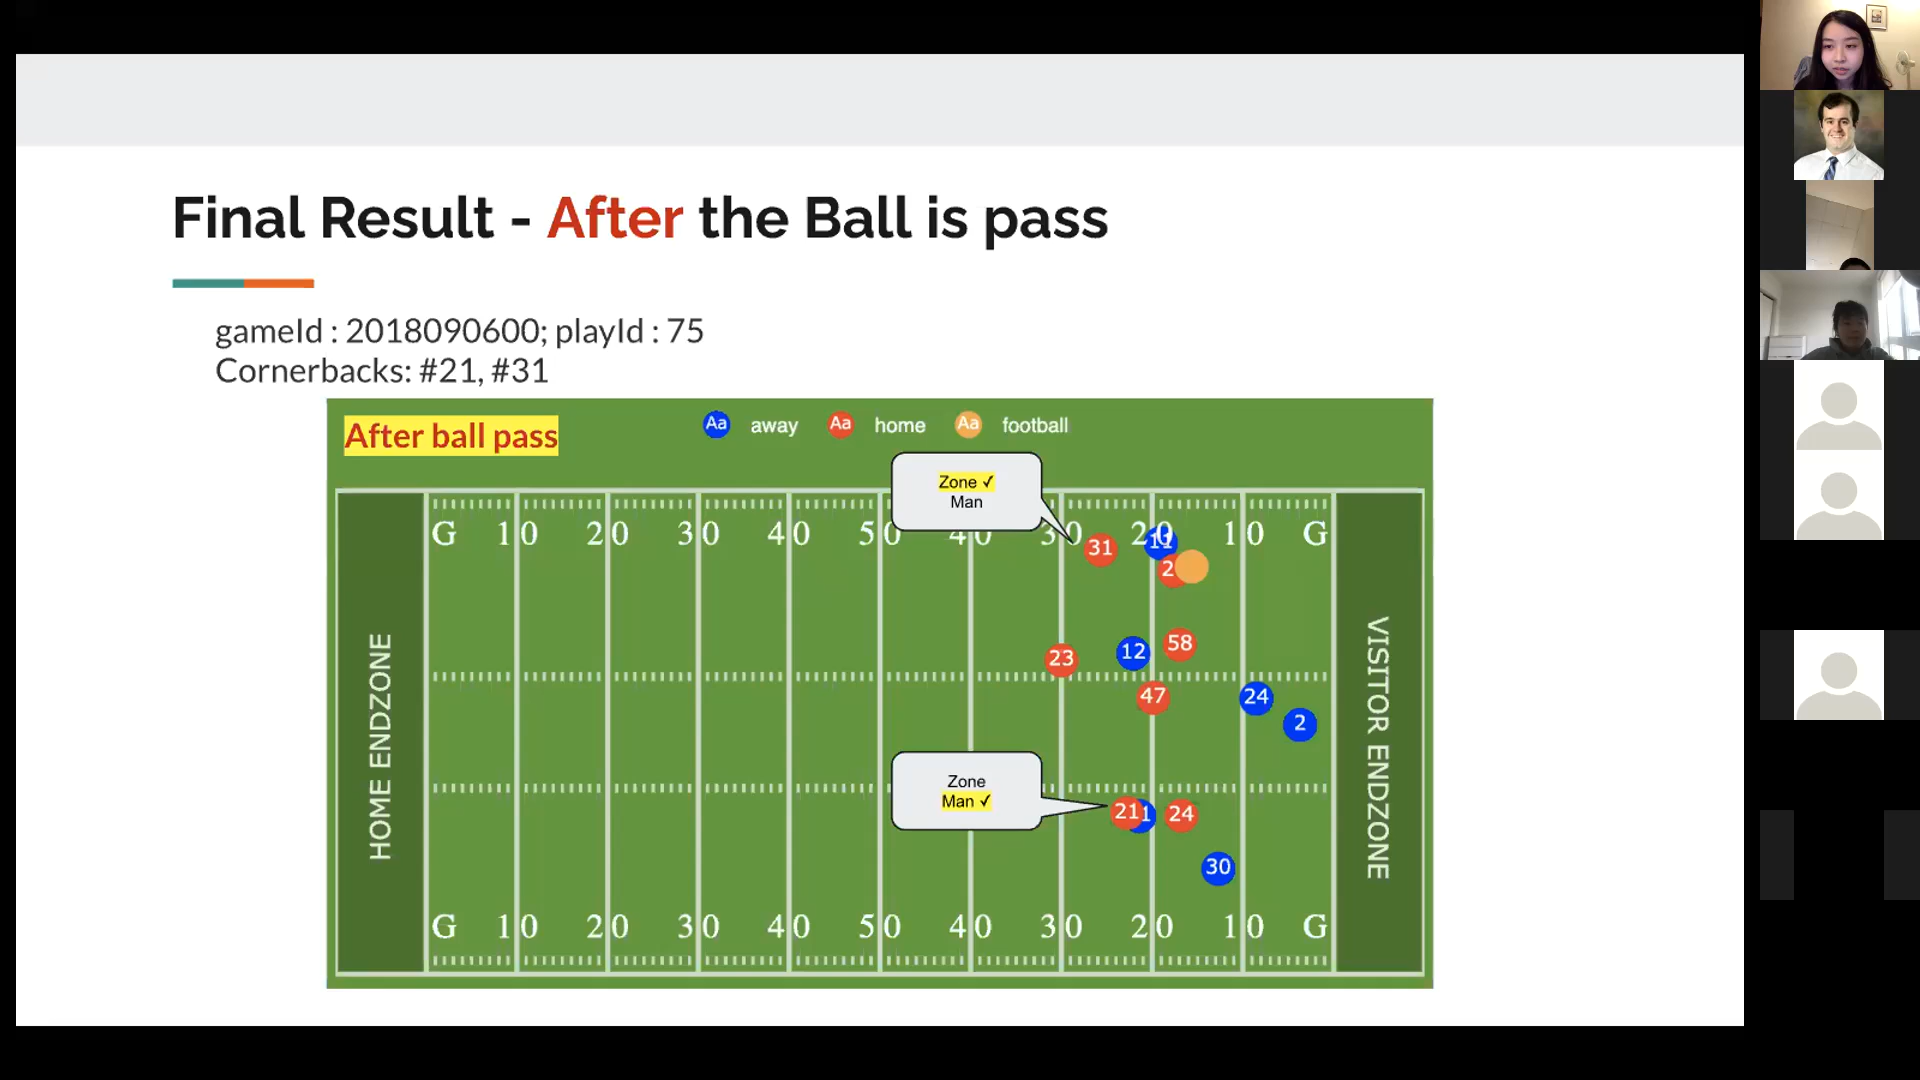 Final Result - After the Ball is pass
gameId : 2018090600; playId : 75
Cornerbacks: #21, #31
After ball pass
Aa away Aa home Aa football
Zone ✓
Man
G 10 20 30 40 50 40 30 20 10 G
31
11
2
58
12
23
47
24
2
HOME ENDZONE
VISITOR ENDZONE
Zone
Man ✓
21
1
24
30
G 10 20 30 40 50 40 30 20 10 G